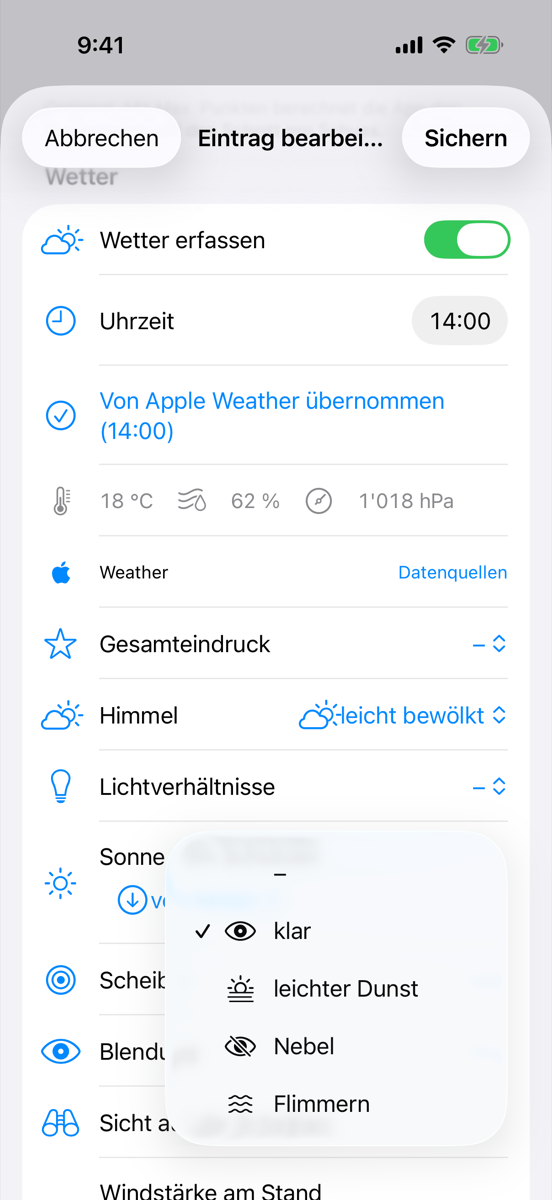 9:41
Abbrechen
Eintrag bearbei...
Sichern
Wetter
Wetter erfassen
Uhrzeit
14:00
Von Apple Weather übernommen
(14:00)
18 °C
62 %
1'018 hPa
Weather
Datenquellen
Gesamteindruck
–
Himmel
leicht bewölkt
Lichtverhältnisse
–
Sonne
–
klar
leichter Dunst
Nebel
Flimmern
Windstärke am Stand